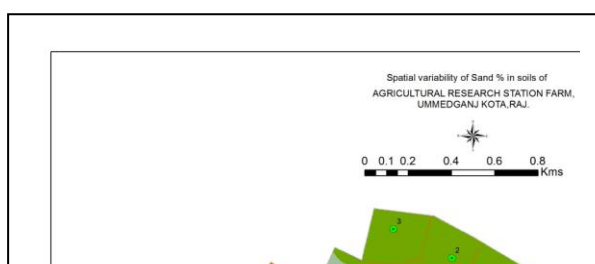 Spatial variability of Sand % in soils of
AGRICULTURAL RESEARCH STATION FARM,
UMMEDGANJ KOTA,RAJ.
0 0.1 0.2 0.4 0.6 0.8
Kms
3
2